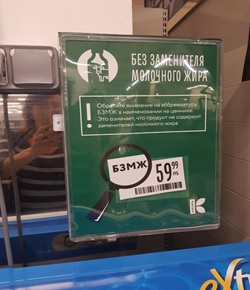 БЕЗ ЗАМЕНИТЕЛЯ
МОЛОЧНОГО ЖИРА
!
Обратите внимание на аббревиатуру
БЗМЖ в наименовании на ценнике.
Это означает, что продукт не содержит
заменителей молочного жира
БЗМЖ
59 99
РУБ